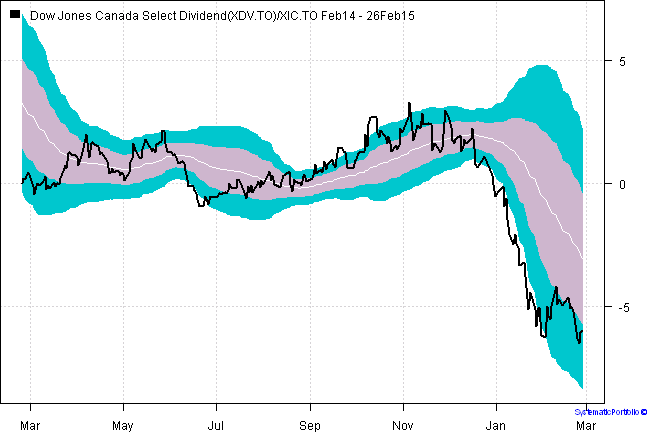 Dow Jones Canada Select Dividend(XDV.TO)/XIC.TO Feb14 - 26Feb15
5
0
-5
SystematicPortfolio ©
Mar May Jul Sep Nov Jan Mar